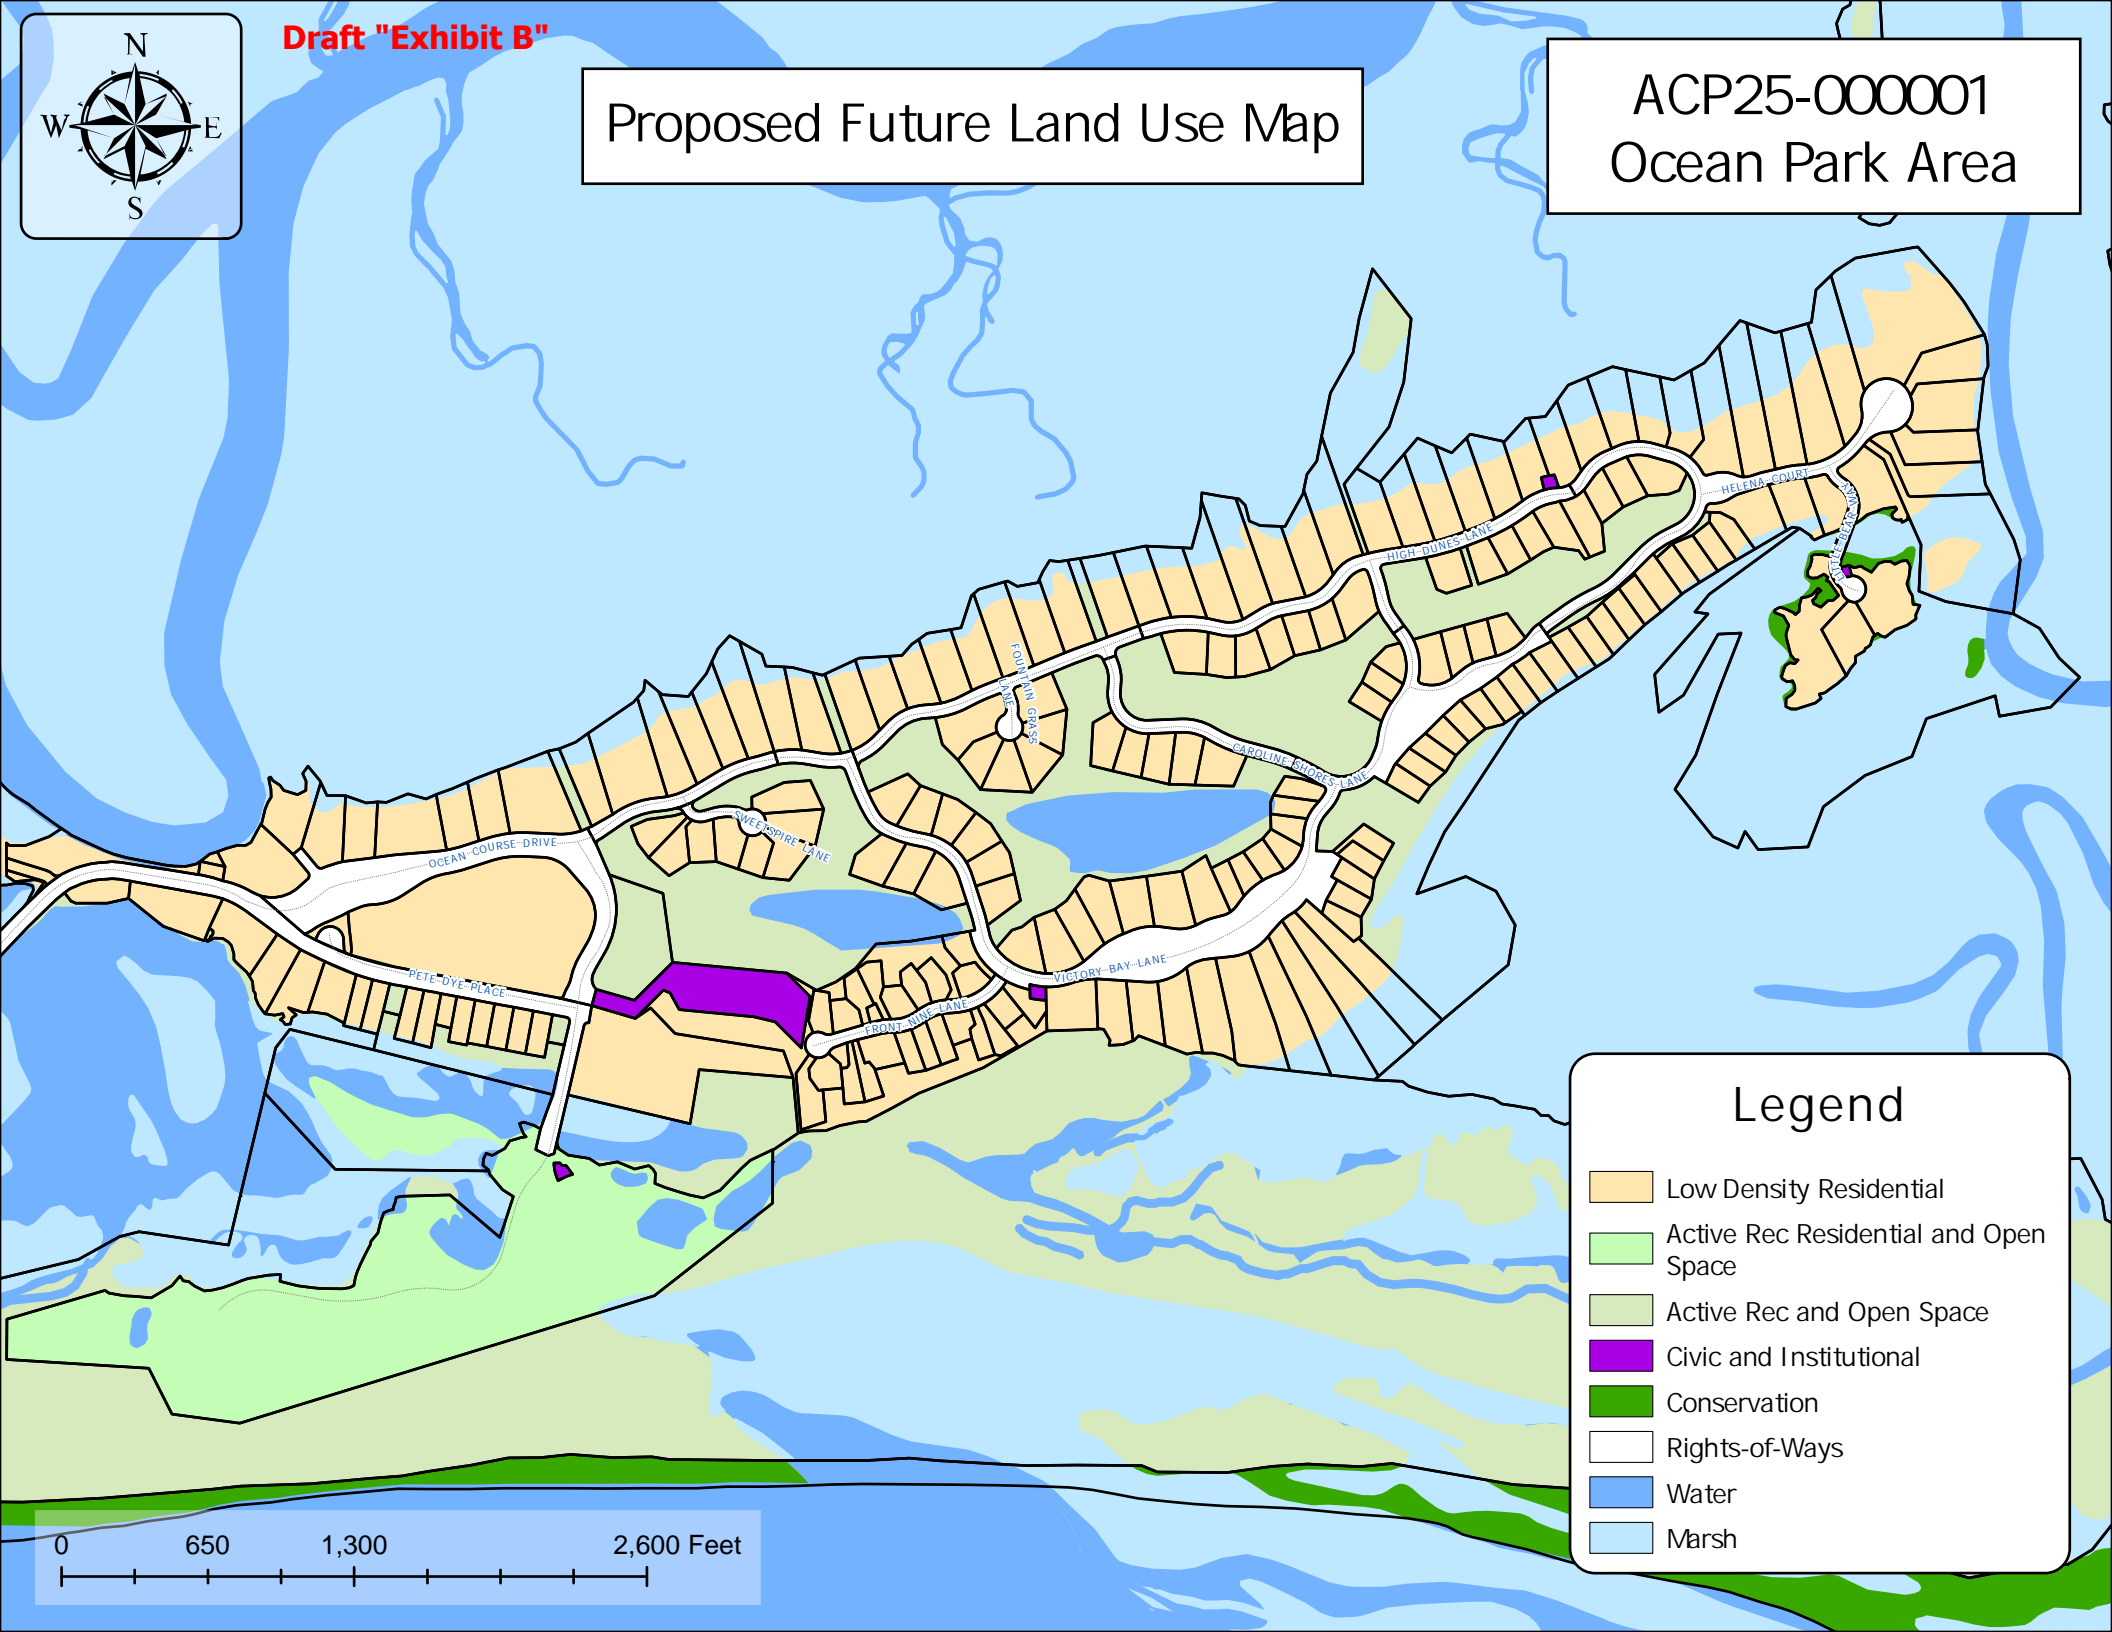 Draft "Exhibit B"
N
W E
S
Proposed Future Land Use Map
ACP25-000001
Ocean Park Area
HELENA COURT
LITTLE BEAR WAY
HIGH DUNES LANE
FOUNTAIN GRASS
LANE
CAROLINE SHORES LANE
SWEETSPIRE LANE
OCEAN COURSE DRIVE
VICTORY BAY LANE
PETE DYE PLACE
FRONT NINE LANE
Legend
Low Density Residential
Active Rec Residential and Open
Space
Active Rec and Open Space
Civic and Institutional
Conservation
Rights-of-Ways
Water
Marsh
0 650 1,300 2,600 Feet